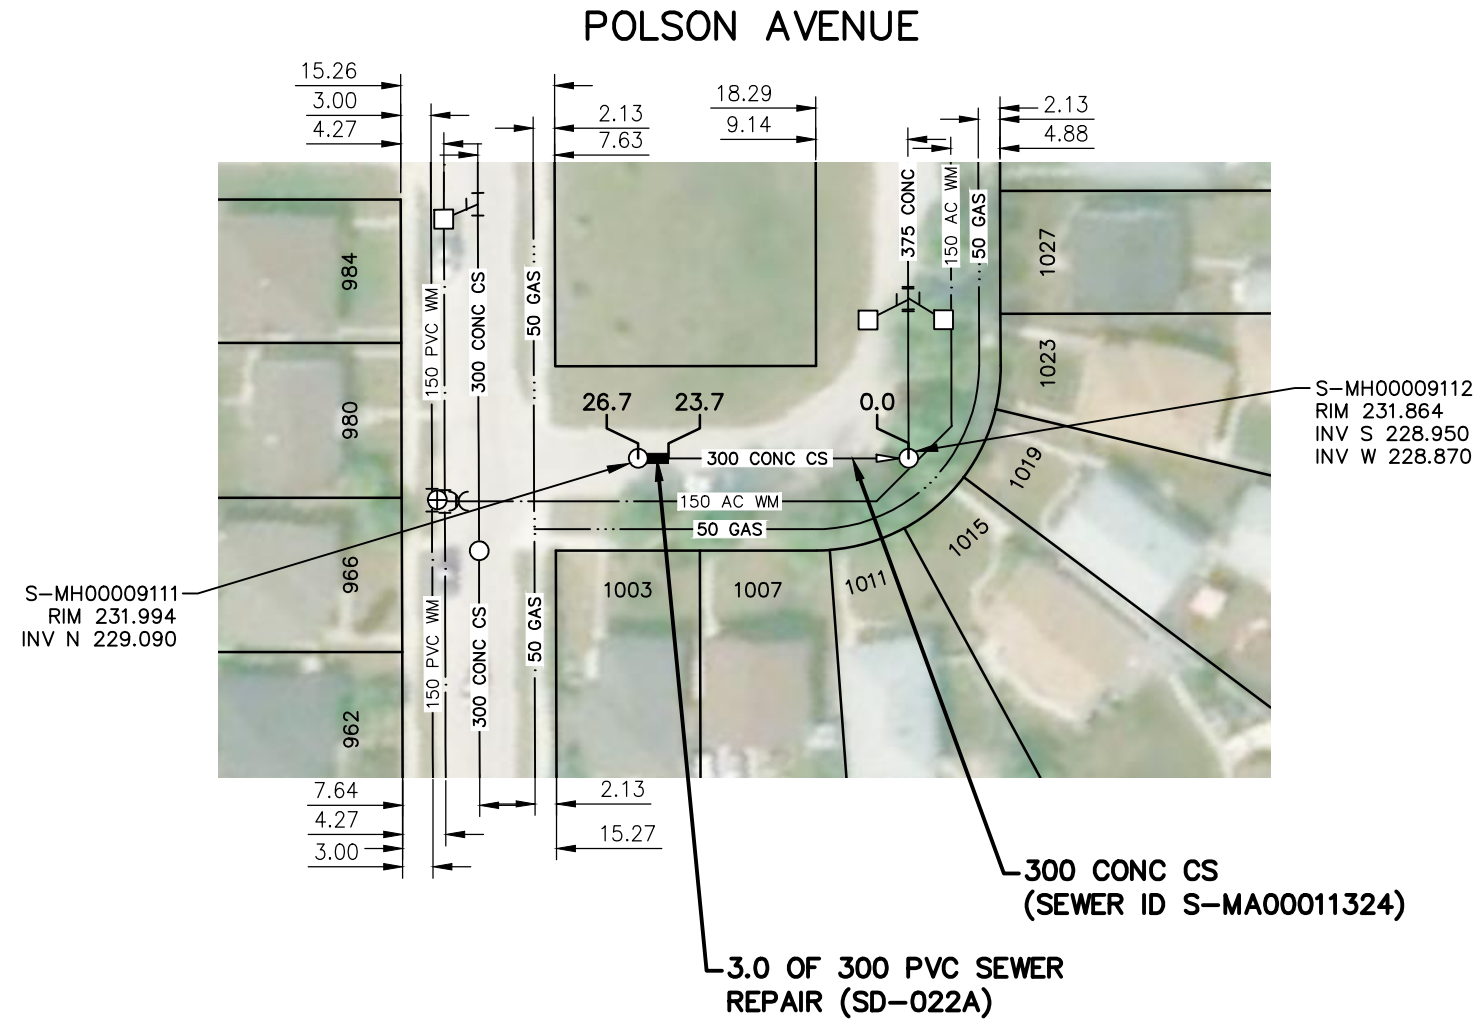 POLSON AVENUE
15.26
3.00
4.27
2.13
7.63
18.29
9.14
2.13
4.88
984
980
966
962
150 PVC WM
300 CONC CS
50 GAS
375 CONC
150 AC WM
50 GAS
1027
1023
1019
1015
1011
1007
1003
26.7
23.7
0.0
300 CONC CS
150 AC WM
50 GAS
150 PVC WM
300 CONC CS
50 GAS
S-MH00009112
RIM 231.864
INV S 228.950
INV W 228.870
S-MH00009111
RIM 231.994
INV N 229.090
7.64
4.27
3.00
2.13
15.27
300 CONC CS
(SEWER ID S-MA00011324)
3.0 OF 300 PVC SEWER
REPAIR (SD-022A)